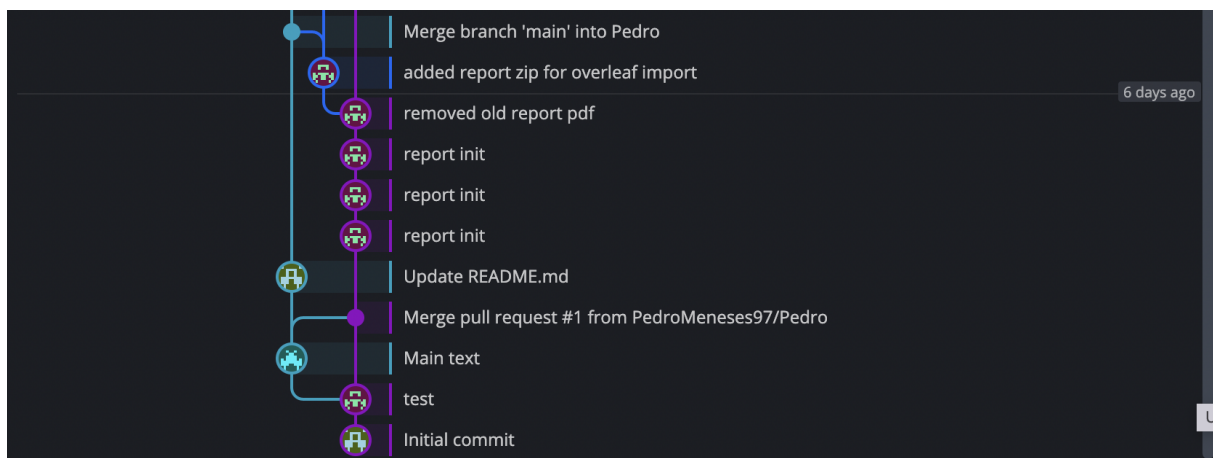 Merge branch 'main' into Pedro
added report zip for overleaf import
6 days ago
removed old report pdf
report init
report init
report init
Update README.md
Merge pull request #1 from PedroMeneses97/Pedro
Main text
test
Initial commit